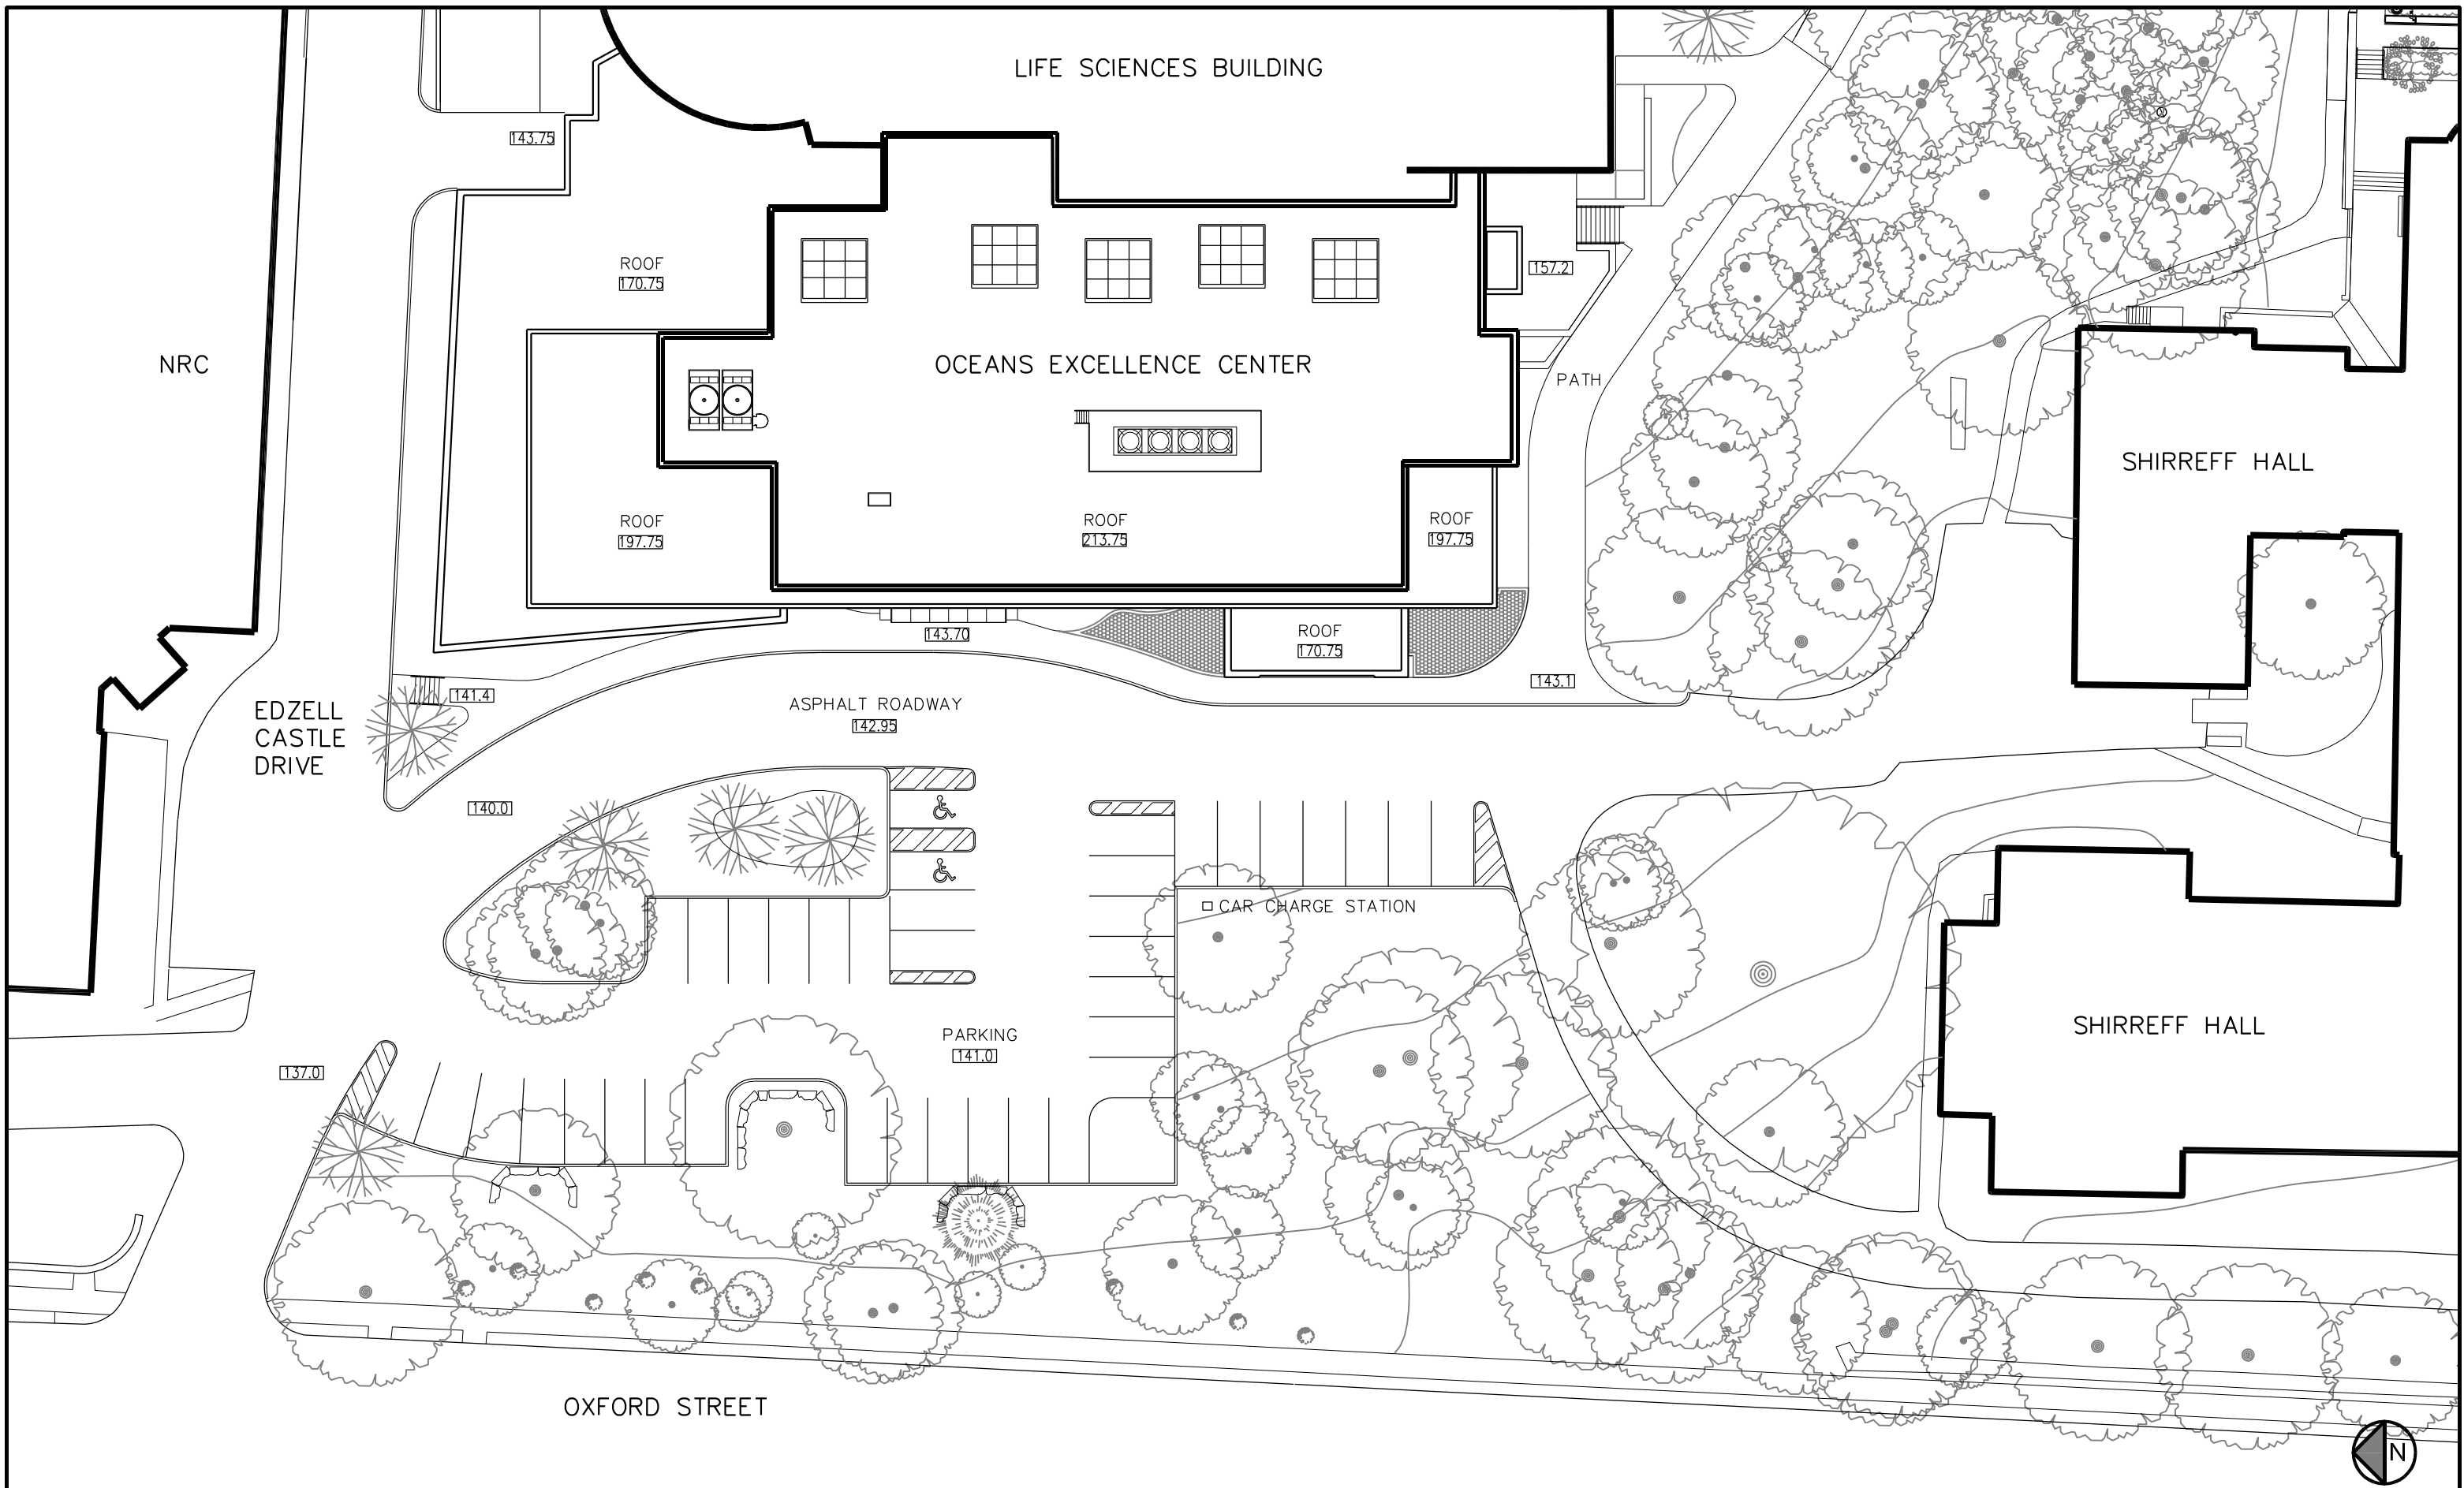 LIFE SCIENCES BUILDING
143.75
ROOF
170.75
157.2
NRC
OCEANS EXCELLENCE CENTER
PATH
SHIRREFF HALL
ROOF
197.75
ROOF
213.75
ROOF
197.75
143.70
ROOF
170.75
141.4
143.1
EDZELL
CASTLE
DRIVE
ASPHALT ROADWAY
142.95
140.0
CAR CHARGE STATION
PARKING
141.0
SHIRREFF HALL
137.0
OXFORD STREET
N